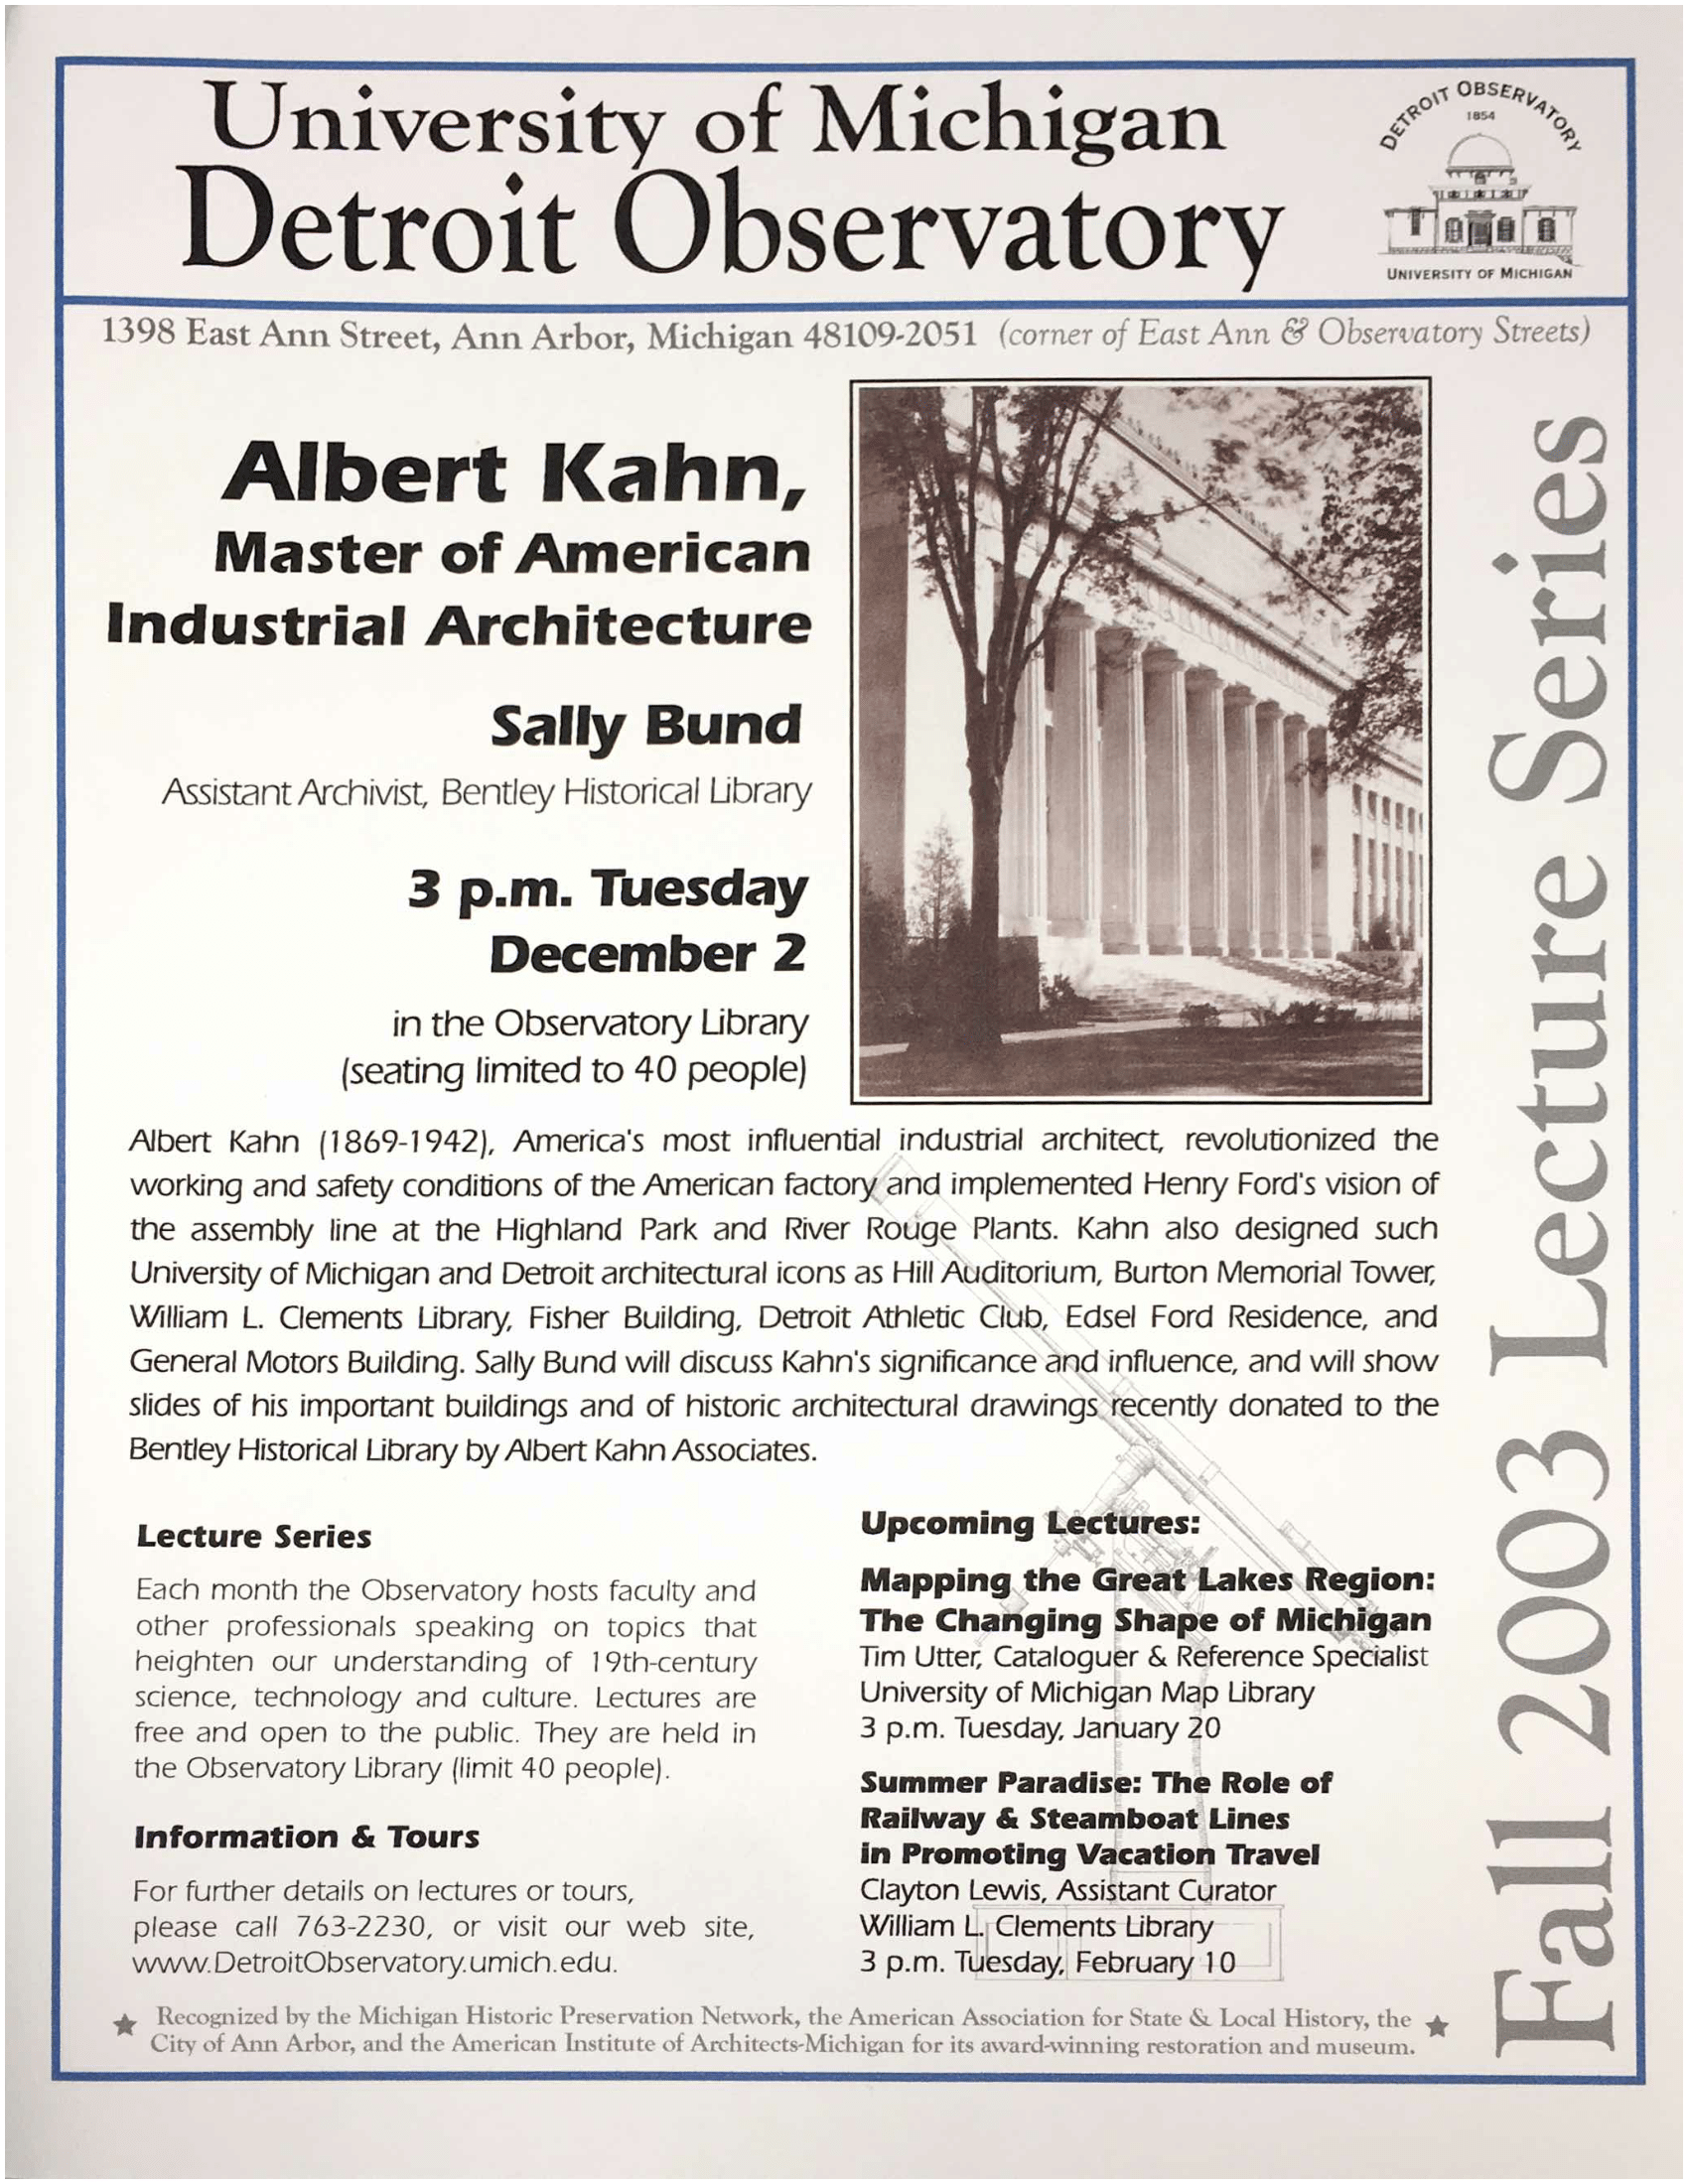 University of Michigan
Detroit Observatory
DETROIT OBSERVATORY
1854
UNIVERSITY OF MICHIGAN
1398 East Ann Street, Ann Arbor, Michigan 48109-2051 (corner of East Ann & Observatory Streets)
Albert Kahn,
Master of American
Industrial Architecture
Sally Bund
Assistant Archivist, Bentley Historical Library
3 p.m. Tuesday
December 2
in the Observatory Library
(seating limited to 40 people)
Fall 2003 Lecture Series
Albert Kahn (1869-1942), America's most influential industrial architect, revolutionized the
working and safety conditions of the American factory and implemented Henry Ford's vision of
the assembly line at the Highland Park and River Rouge Plants. Kahn also designed such
University of Michigan and Detroit architectural icons as Hill Auditorium, Burton Memorial Tower,
William L. Clements Library, Fisher Building, Detroit Athletic Club, Edsel Ford Residence, and
General Motors Building. Sally Bund will discuss Kahn's significance and influence, and will show
slides of his important buildings and of historic architectural drawings recently donated to the
Bentley Historical Library by Albert Kahn Associates.
Lecture Series
Each month the Observatory hosts faculty and
other professionals speaking on topics that
heighten our understanding of 19th-century
science, technology and culture. Lectures are
free and open to the public. They are held in
the Observatory Library (limit 40 people).
Information & Tours
For further details on lectures or tours,
please call 763-2230, or visit our web site,
www.DetroitObservatory.umich.edu.
Upcoming Lectures:
Mapping the Great Lakes Region:
The Changing Shape of Michigan
Tim Utter, Cataloguer & Reference Specialist
University of Michigan Map Library
3 p.m. Tuesday, January 20
Summer Paradise: The Role of
Railway & Steamboat Lines
in Promoting Vacation Travel
Clayton Lewis, Assistant Curator
William L. Clements Library
3 p.m. Tuesday, February 10
Recognized by the Michigan Historic Preservation Network, the American Association for State & Local History, the
City of Ann Arbor, and the American Institute of Architects-Michigan for its award-winning restoration and museum.